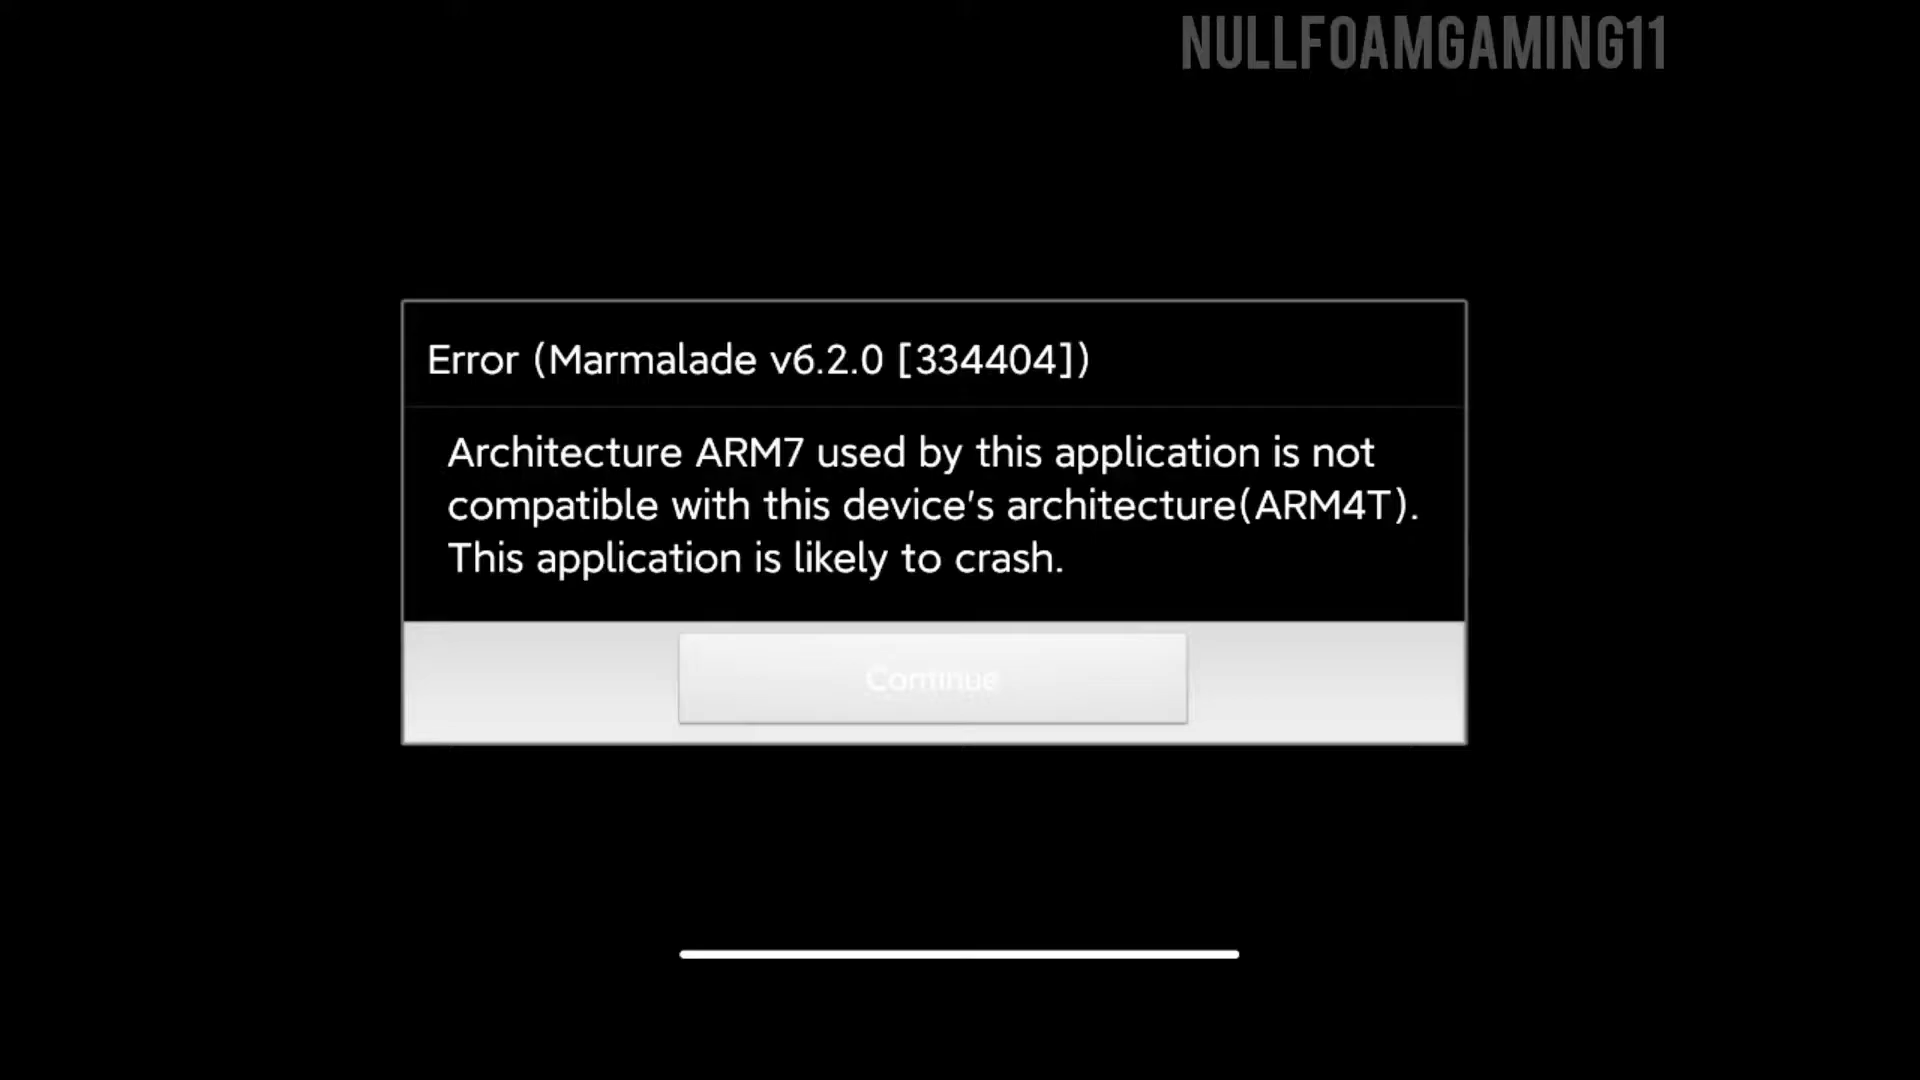 NULLFOAMGAMING11
Error (Marmalade v6.2.0 [334404])
Architecture ARM7 used by this application is not
compatible with this device's architecture(ARM4T).
This application is likely to crash.
Continue